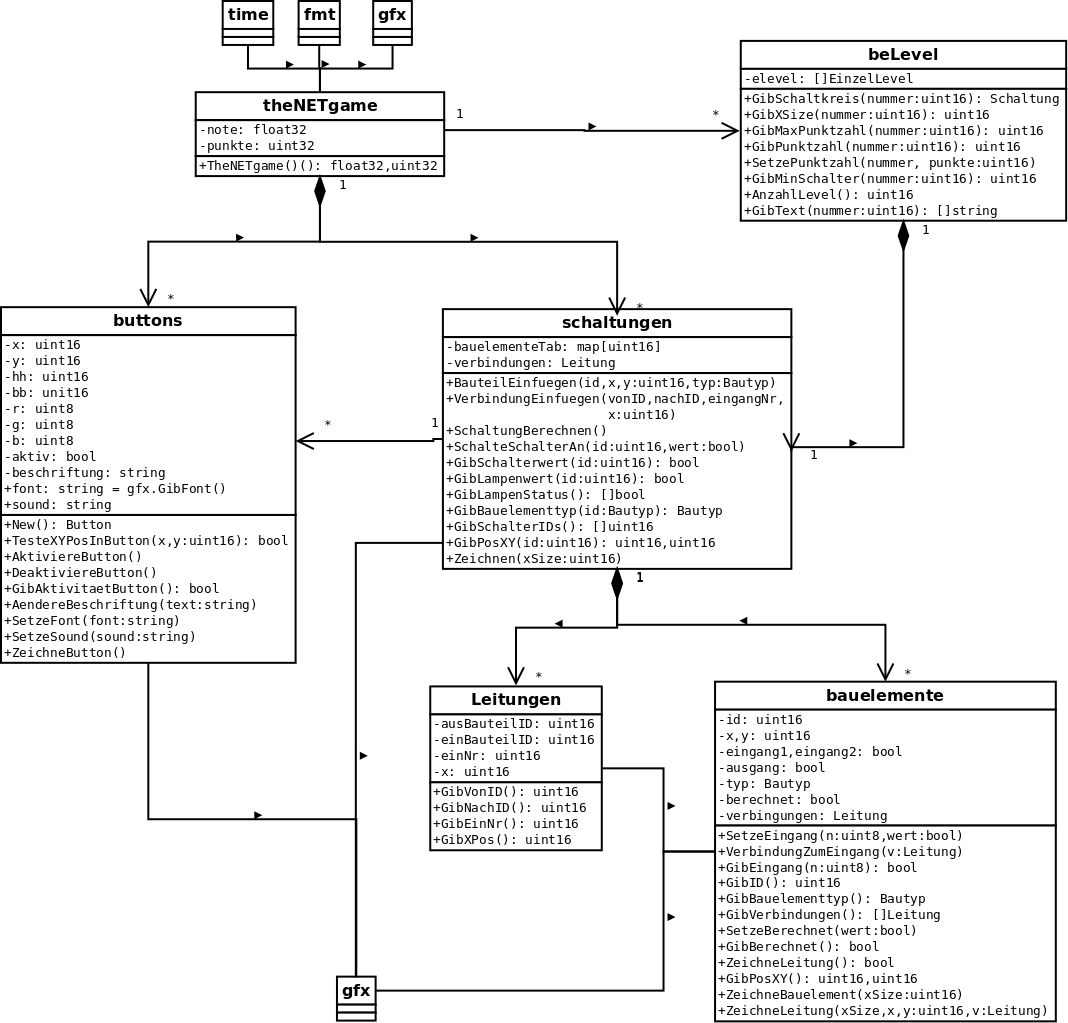 time
fmt
gfx
theNETgame
-note: float32
-punkte: uint32
+TheNETgame()(): float32,uint32
1
*
1
beLevel
-elevel: []EinzelLevel
+GibSchaltkreis(nummer:uint16): Schaltung
+GibXSize(nummer:uint16): uint16
+GibMaxPunktzahl(nummer:uint16): uint16
+GibPunktzahl(nummer:uint16): uint16
+SetzePunktzahl(nummer, punkte:uint16)
+GibMinSchalter(nummer:uint16): uint16
+AnzahlLevel(): uint16
+GibText(nummer:uint16): []string
1
*
*
buttons
-x: uint16
-y: uint16
-hh: uint16
-bb: unit16
-r: uint8
-g: uint8
-b: uint8
-aktiv: bool
-beschriftung: string
+font: string = gfx.GibFont()
+sound: string
+New(): Button
+TesteXYPosInButton(x,y:uint16): bool
+AktiviereButton()
+DeaktiviereButton()
+GibAktivitaetButton(): bool
+AendereBeschriftung(text:string)
+SetzeFont(font:string)
+SetzeSound(sound:string)
+ZeichneButton()
*
1
schaltungen
-bauelementeTab: map[uint16]
-verbindungen: Leitung
+BauteilEinfuegen(id,x,y:uint16,typ:Bautyp)
+VerbindungEinfuegen(vonID,nachID,eingangNr,
x:uint16)
+SchaltungBerechnen()
+SchalteSchalterAn(id:uint16,wert:bool)
+GibSchalterwert(id:uint16): bool
+GibLampenwert(id:uint16): bool
+GibLampenStatus(): []bool
+GibBauelementtyp(id:Bautyp): Bautyp
+GibSchalterIDs(): []uint16
+GibPosXY(id:uint16): uint16,uint16
+Zeichnen(xSize:uint16)
1
1
*
*
Leitungen
-ausBauteilID: uint16
-einBauteilID: uint16
-einNr: uint16
-x: uint16
+GibVonID(): uint16
+GibNachID(): uint16
+GibEinNr(): uint16
+GibXPos(): uint16
bauelemente
-id: uint16
-x,y: uint16
-eingang1,eingang2: bool
-ausgang: bool
-typ: Bautyp
-berechnet: bool
-verbingungen: Leitung
+SetzeEingang(n:uint8,wert:bool)
+VerbindungZumEingang(v:Leitung)
+GibEingang(n:uint8): bool
+GibID(): uint16
+GibBauelementtyp(): Bautyp
+GibVerbindungen(): []Leitung
+SetzeBerechnet(wert:bool)
+GibBerechnet(): bool
+ZeichneLeitung(): bool
+GibPosXY(): uint16,uint16
+ZeichneBauelement(xSize:uint16)
+ZeichneLeitung(xSize,x,y:uint16,v:Leitung)
gfx